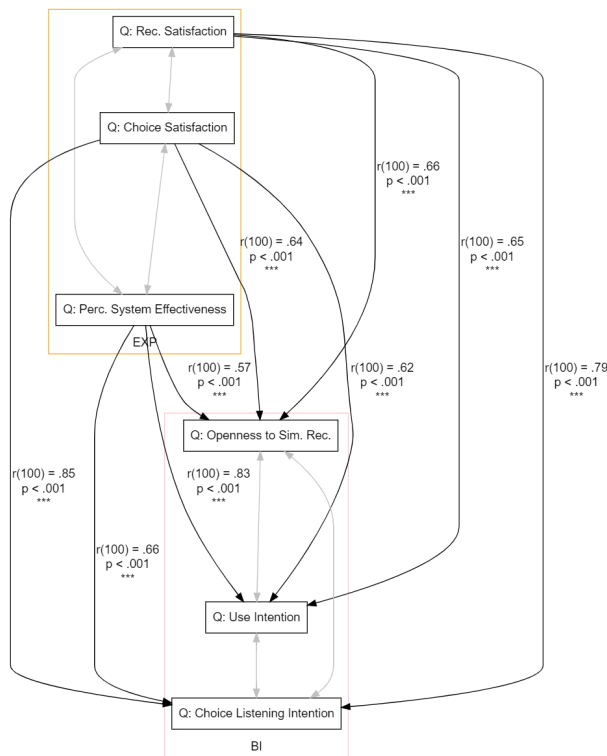 Q: Rec. Satisfaction
Q: Choice Satisfaction
r(100) = .66
p < .001
***
r(100) = .64
p < .001
***
r(100) = .65
p < .001
***
Q: Perc. System Effectiveness
EXP
r(100) = .57
p < .001
***
r(100) = .62
p < .001
***
r(100) = .79
p < .001
***
Q: Openness to Sim. Rec.
r(100) = .85
p < .001
***
r(100) = .83
p < .001
***
r(100) = .66
p < .001
***
Q: Use Intention
Q: Choice Listening Intention
BI